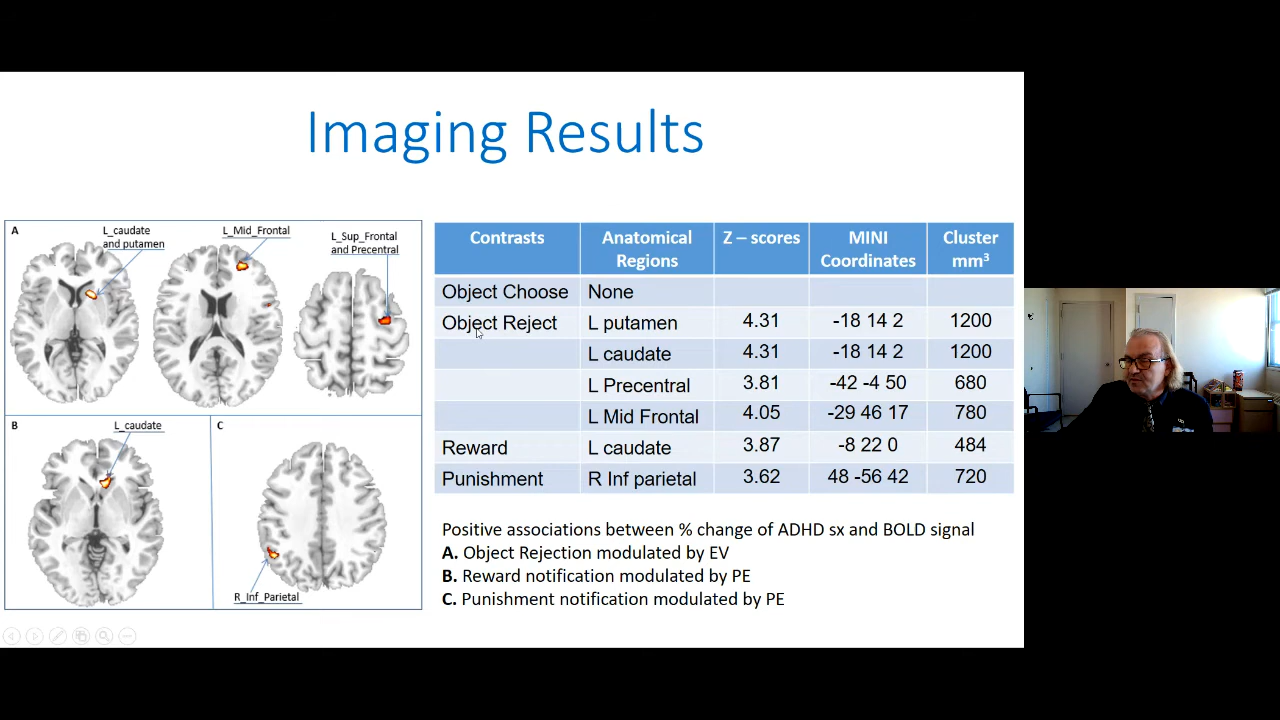 Imaging Results
A
L_caudate
and putamen
L_Mid_Frontal
L_Sup_Frontal
and Precentral
B
L_caudate
C
R_Inf_Parietal
Contrasts Anatomical Regions Z – scores MINI Coordinates Cluster mm³
Object Choose None
Object Reject L putamen 4.31 -18 14 2 1200
L caudate 4.31 -18 14 2 1200
L Precentral 3.81 -42 -4 50 680
L Mid Frontal 4.05 -29 46 17 780
Reward L caudate 3.87 -8 22 0 484
Punishment R Inf parietal 3.62 48 -56 42 720
Positive associations between % change of ADHD sx and BOLD signal
A. Object Rejection modulated by EV
B. Reward notification modulated by PE
C. Punishment notification modulated by PE